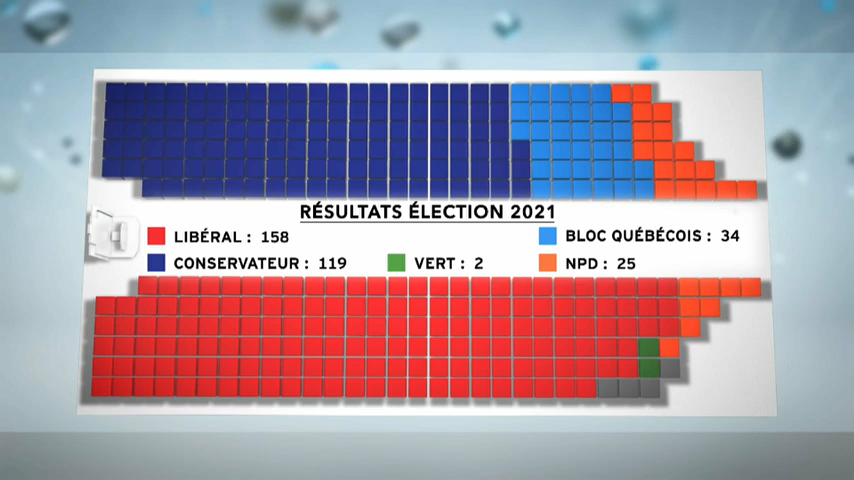 RÉSULTATS ÉLECTION 2021
LIBÉRAL : 158
BLOC QUÉBÉCOIS : 34
CONSERVATEUR : 119
VERT : 2
NPD : 25